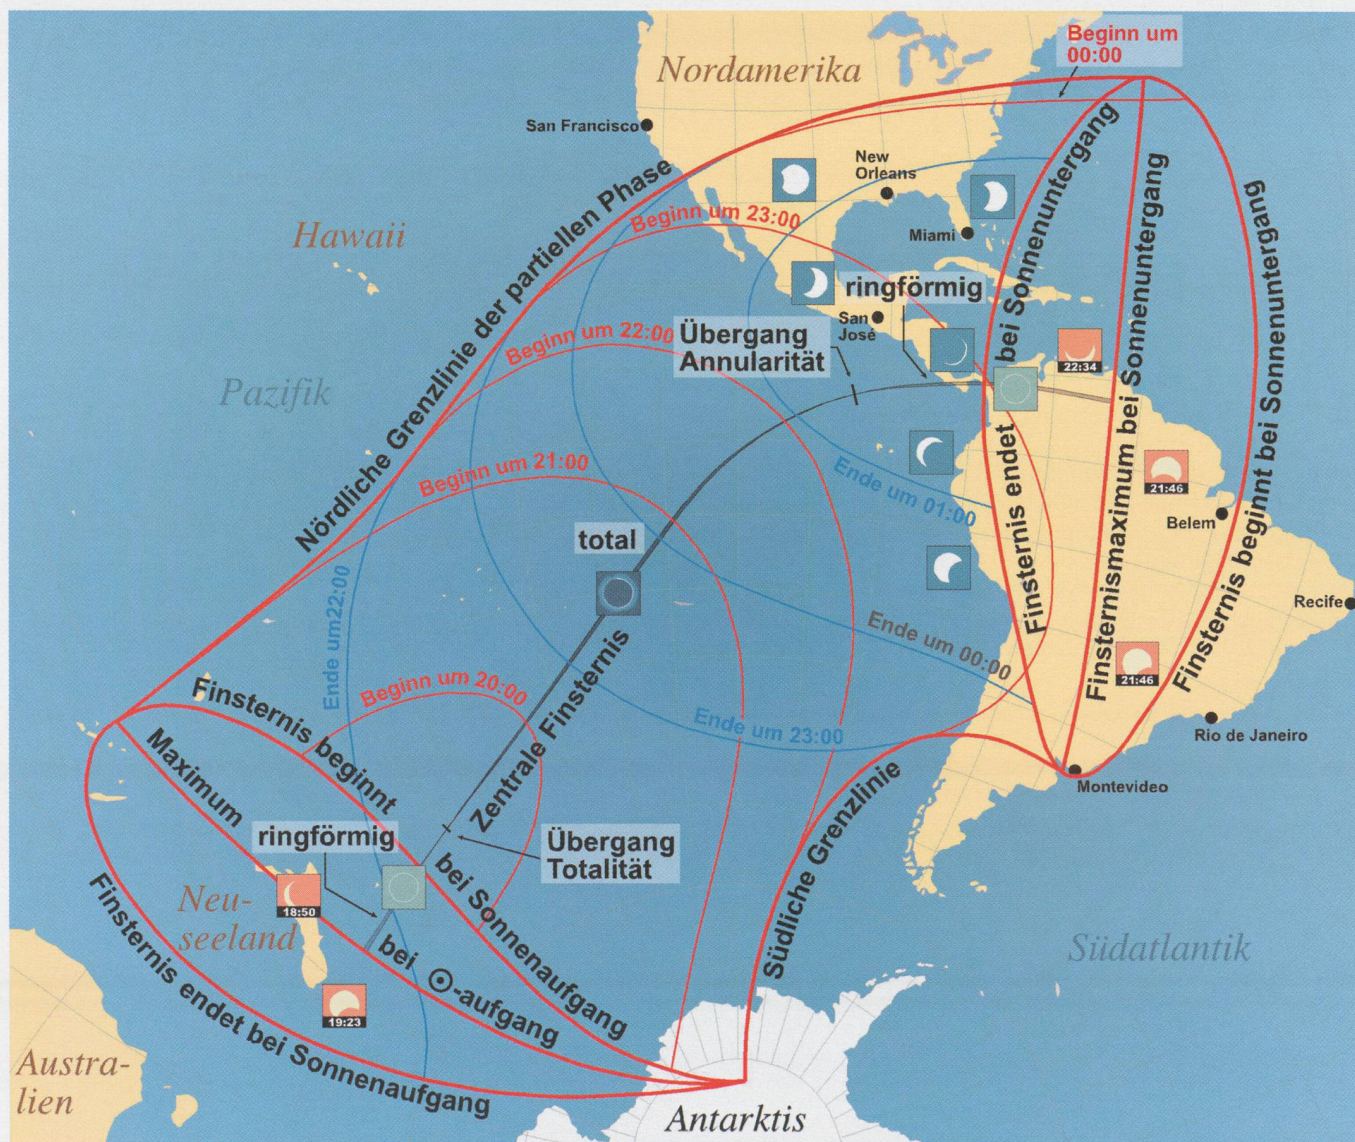 Beginn um
00:00
Nordamerika
San Francisco
New
Orleans
Miami
Hawaii
Beginn um 23:00
Nördliche Grenzlinie der partiellen Phase
ringförmig
San
José
Übergang
Annularität
Beginn um 22:00
Pazifik
22:34
Finsternis endet bei Sonnenuntergang
Finsternismaximum bei Sonnenuntergang
Finsternis beginnt bei Sonnenuntergang
Beginn um 21:00
Ende um 01:00
21:46
Belem
total
Ende um22:00
Recife
Ende um 00:00
21:46
Finsternis beginnt bei Sonnenaufgang
Beginn um 20:00
Zentrale Finsternis
Ende um 23:00
Rio de Janeiro
Montevideo
Maximum bei ⊙-aufgang
ringförmig
Übergang
Totalität
Südliche Grenzlinie
Neu-
seeland
18:50
19:23
Finsternis endet bei Sonnenaufgang
Südatlantik
Austra-
lien
Antarktis